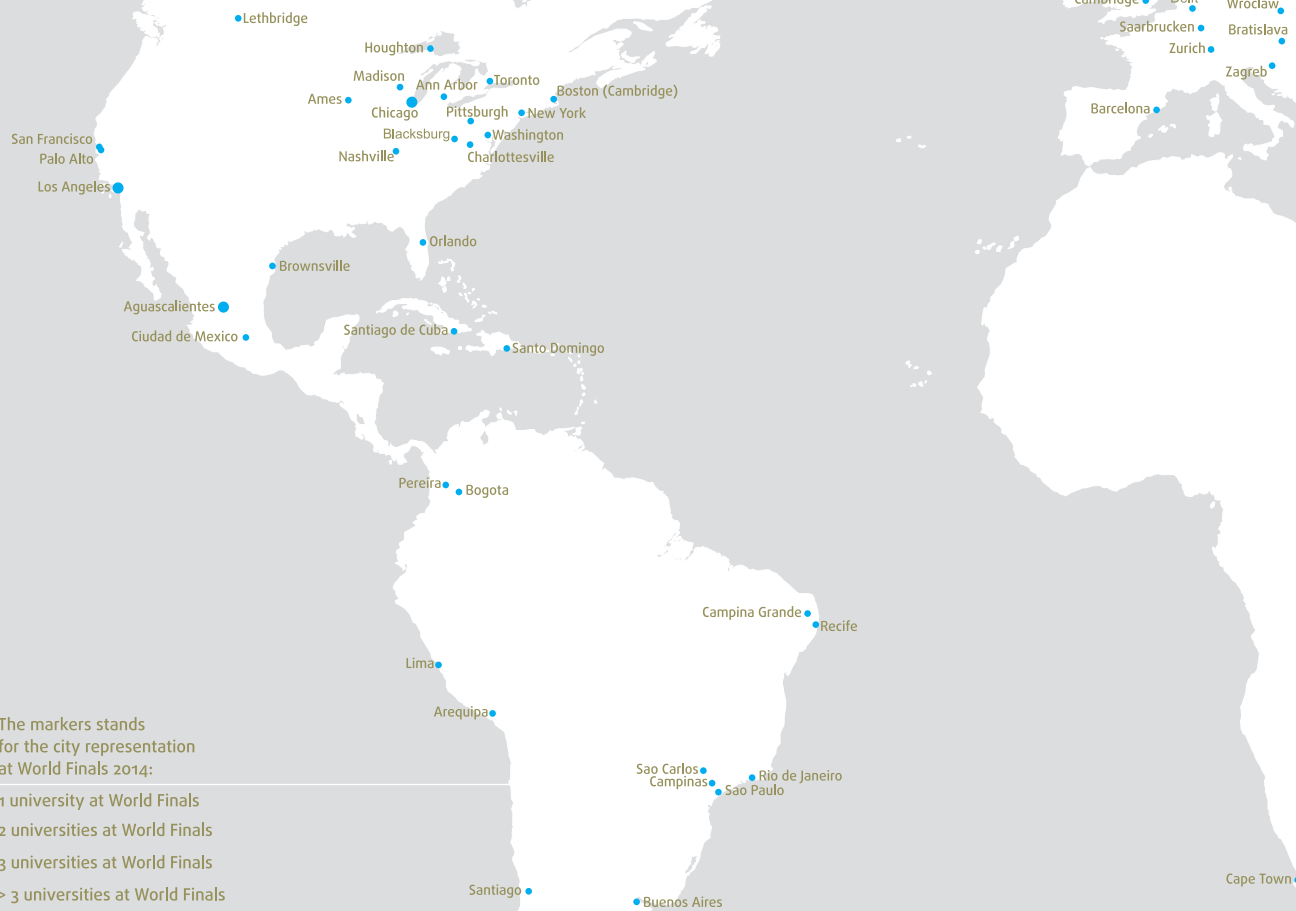 Cambridge
Delft
Wroclaw
Lethbridge
Saarbrucken
Bratislava
Houghton
Zurich
Madison
Ann Arbor
Toronto
Zagreb
Boston (Cambridge)
Ames
Chicago
Pittsburgh
New York
Barcelona
San Francisco
Blacksburg
Washington
Palo Alto
Nashville
Charlottesville
Los Angeles
Orlando
Brownsville
Aguascalientes
Ciudad de Mexico
Santiago de Cuba
Santo Domingo
Pereira
Bogota
Campina Grande
Recife
Lima
Arequipa
The markers stands
for the city representation
at World Finals 2014:
Sao Carlos
Rio de Janeiro
Campinas
Sao Paulo
1 university at World Finals
2 universities at World Finals
3 universities at World Finals
> 3 universities at World Finals
Cape Town
Santiago
Buenos Aires